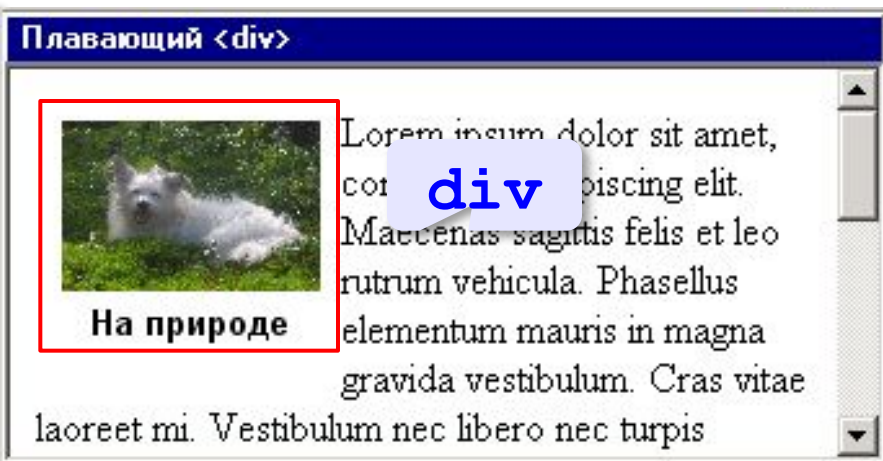 Плавающий <div>
Lorem ipsum dolor sit amet,
div
piscing elit.
Maecenas sagittis felis et leo
rutrum vehicula. Phasellus
На природе
elementum mauris in magna
gravida vestibulum. Cras vitae
laoreet mi. Vestibulum nec libero nec turpis